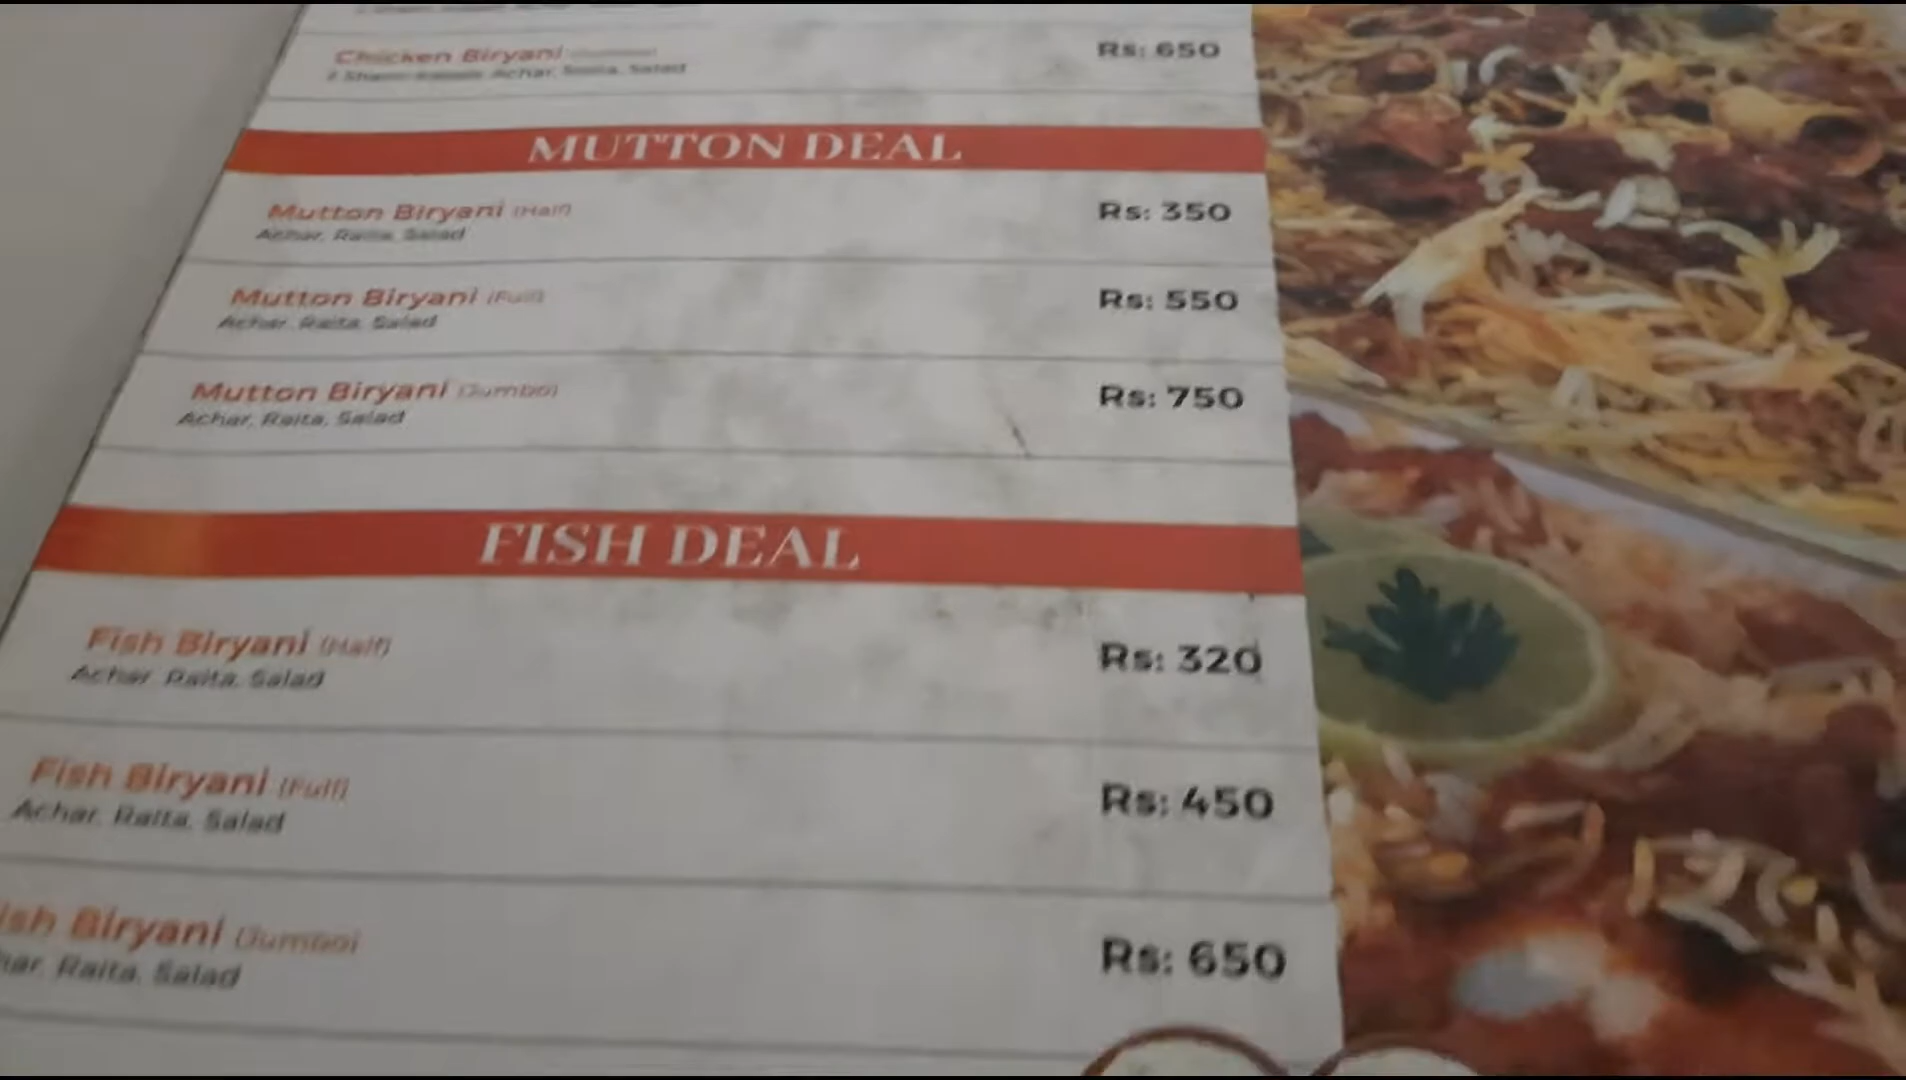 Chicken Biryani
Rs: 650
Achar, Salad
MUTTON DEAL
Mutton Biryani (Half)
Rs: 350
Achar, Raita, Salad
Mutton Biryani (Full)
Rs: 550
Achar, Raita, Salad
Mutton Biryani (Jumbo)
Rs: 750
Achar, Raita, Salad
FISH DEAL
Fish Biryani (Half)
Rs: 320
Achar, Raita, Salad
Fish Biryani (Full)
Rs: 450
Achar, Raita, Salad
ish Biryani (Jumbo)
Rs: 650
har, Raita, Salad